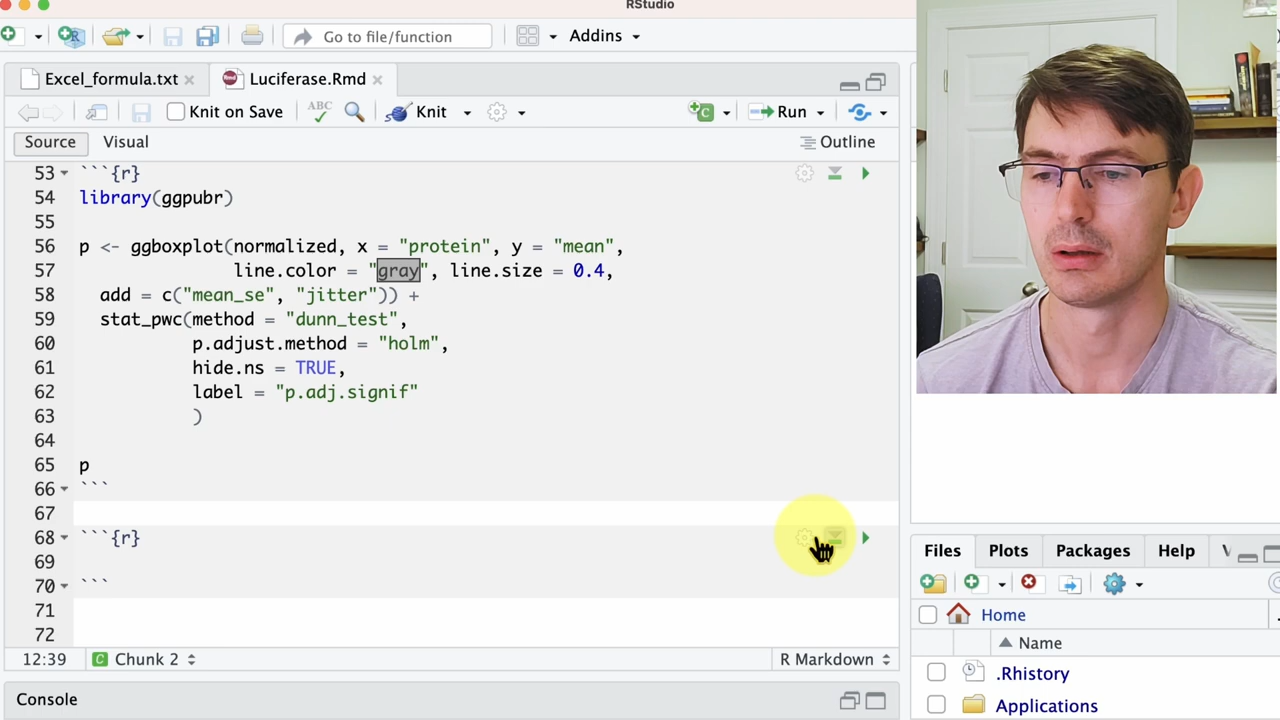 RStudio
Go to file/function
Addins
Excel_formula.txt
Luciferase.Rmd
Knit on Save
ABC
Knit
Run
Source
Visual
Outline
53 ```{r}
54 library(ggpubr)
55
56 p <- ggboxplot(normalized, x = "protein", y = "mean",
57 line.color = "gray", line.size = 0.4,
58 add = c("mean_se", "jitter")) +
59 stat_pwc(method = "dunn_test",
60 p.adjust.method = "holm",
61 hide.ns = TRUE,
62 label = "p.adj.signif"
63 )
64
65 p
66 ```
67
68 ```{r}
69
70 ```
71
72
12:39
Chunk 2
R Markdown
Console
Files
Plots
Packages
Help
Home
Name
.Rhistory
Applications